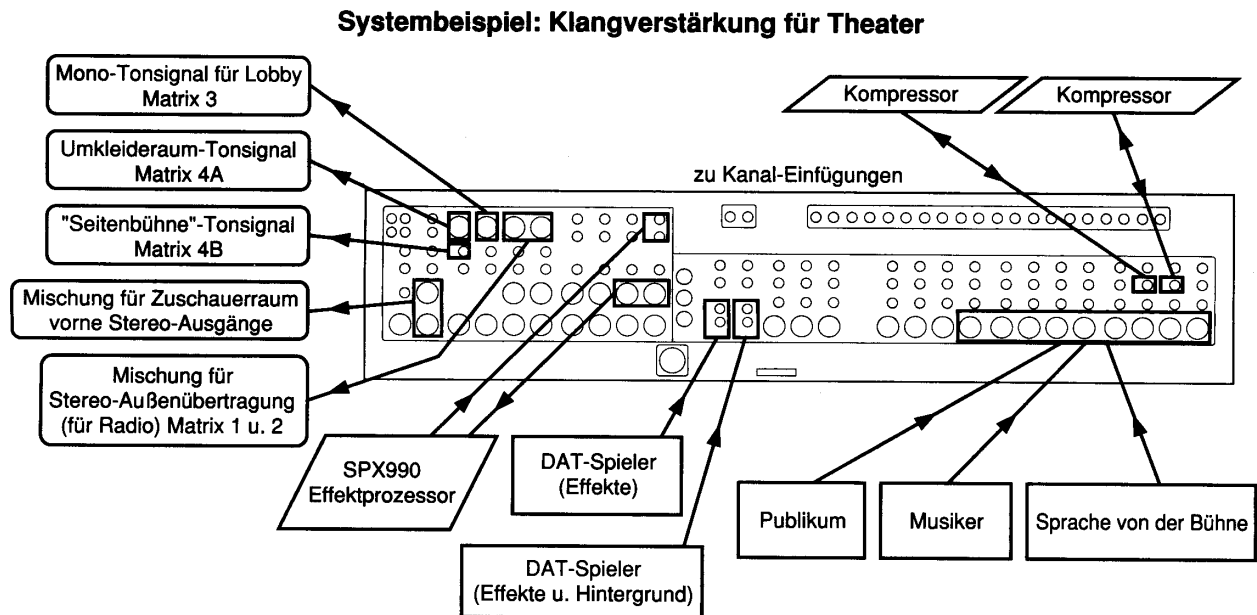 Systembeispiel: Klangverstärkung für Theater
Mono-Tonsignal für Lobby
Matrix 3
Umkleideraum-Tonsignal
Matrix 4A
"Seitenbühne"-Tonsignal
Matrix 4B
Mischung für Zuschauerraum
vorne Stereo-Ausgänge
Mischung für
Stereo-Außenübertragung
(für Radio) Matrix 1 u. 2
Kompressor
Kompressor
zu Kanal-Einfügungen
SPX990
Effektprozessor
DAT-Spieler
(Effekte)
DAT-Spieler
(Effekte u. Hintergrund)
Publikum
Musiker
Sprache von der Bühne